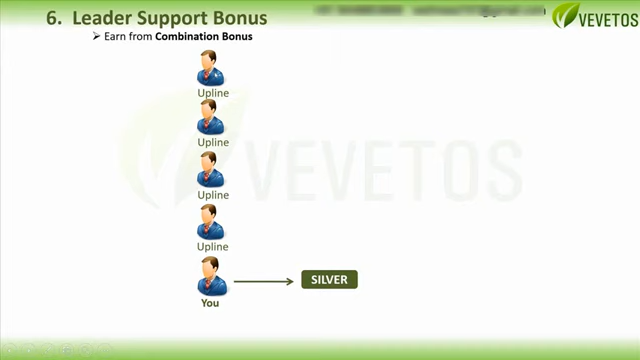 6. Leader Support Bonus
VEVETOS
➢ Earn from Combination Bonus
Upline
Upline
VEVETOS
Upline
Upline
SILVER
You